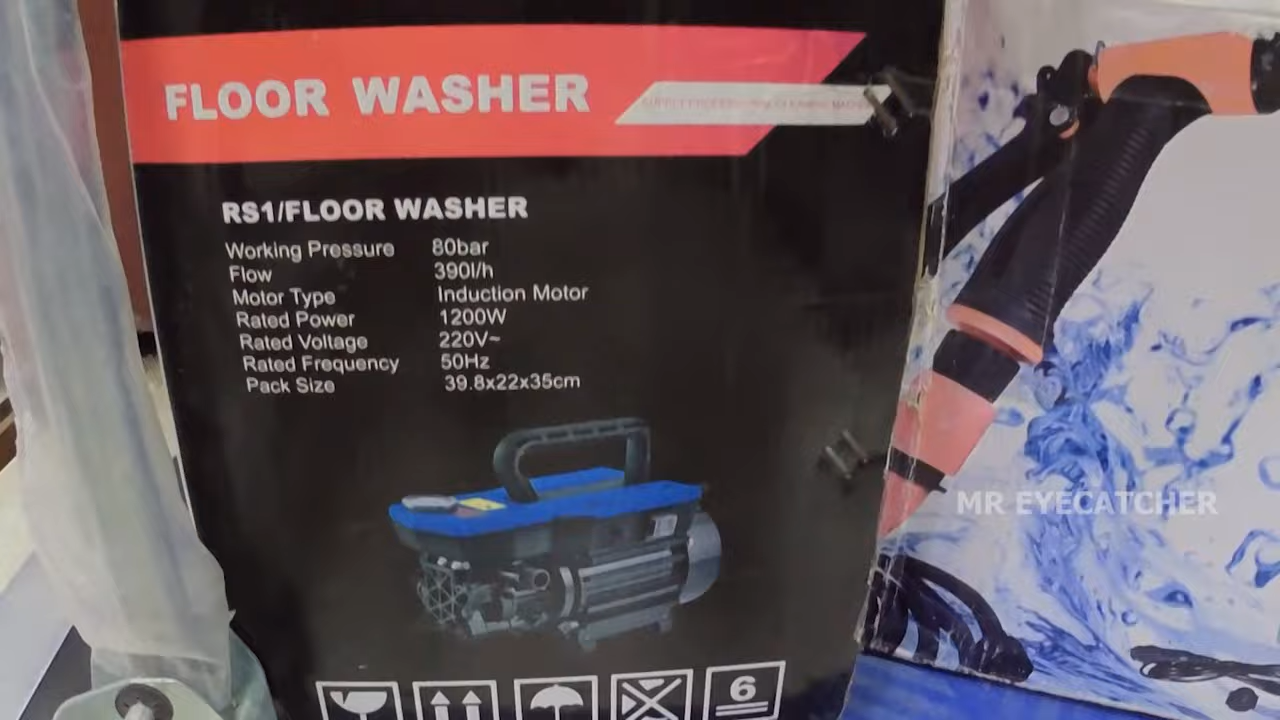 FLOOR WASHER
RS1/FLOOR WASHER
Working Pressure 80bar
Flow 390l/h
Motor Type Induction Motor
Rated Power 1200W
Rated Voltage 220V~
Rated Frequency 50Hz
Pack Size 39.8x22x35cm
MR EYECATCHER
6